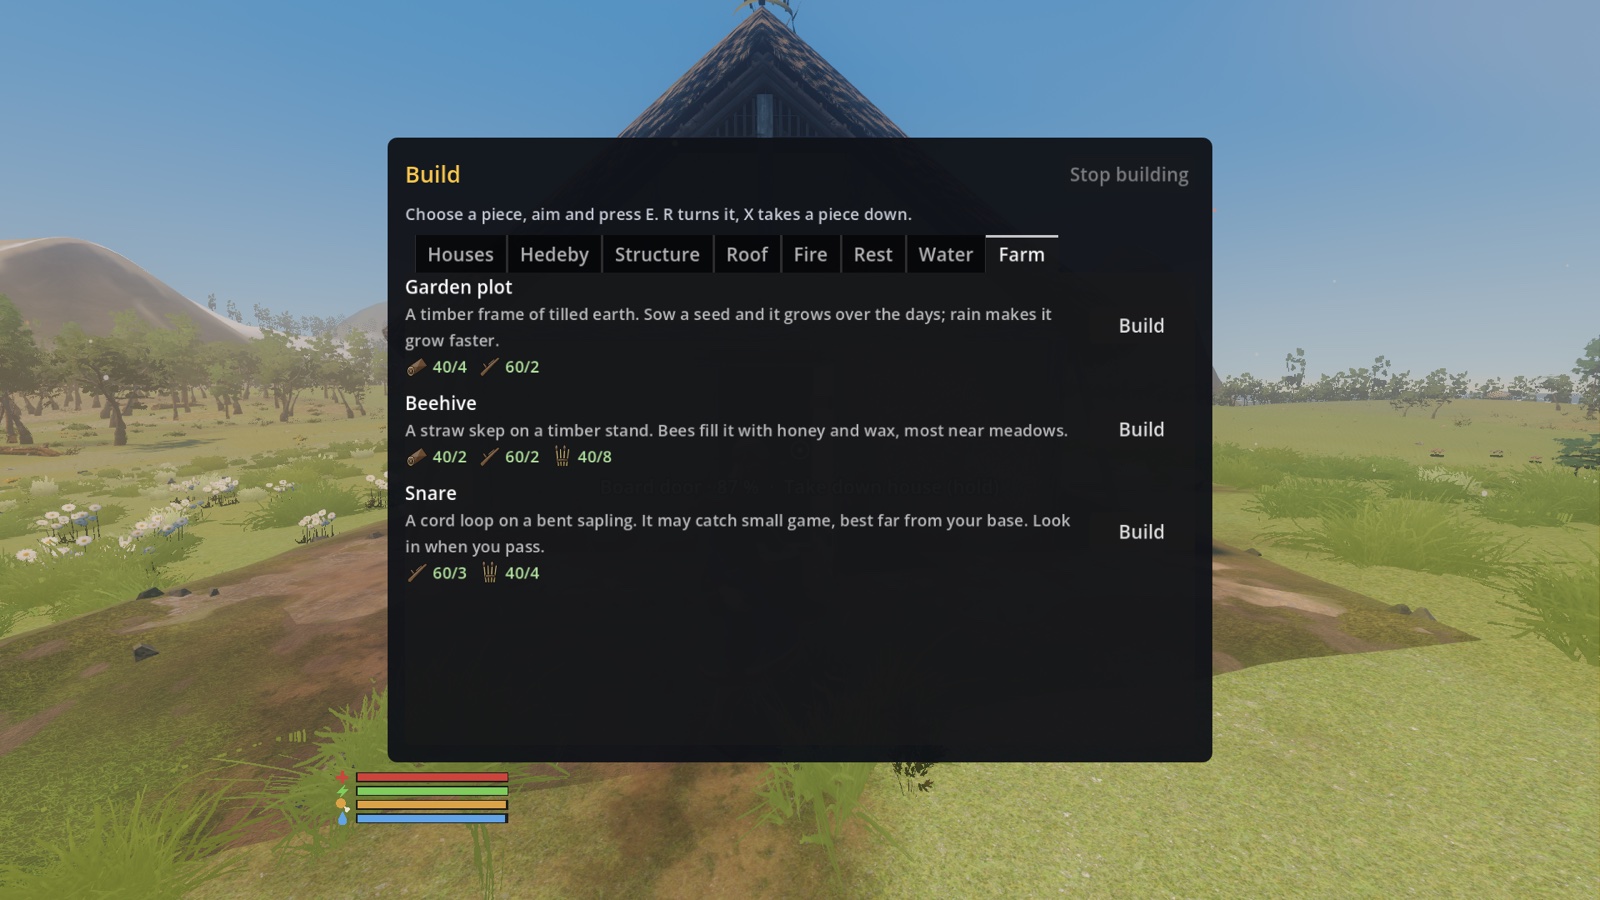 Build
Stop building
Choose a piece, aim and press E. R turns it, X takes a piece down.
Houses Hedeby Structure Roof Fire Rest Water Farm
Garden plot
A timber frame of tilled earth. Sow a seed and it grows over the days; rain makes it
grow faster.
Build
40/4 60/2
Beehive
A straw skep on a timber stand. Bees fill it with honey and wax, most near meadows.
Build
40/2 60/2 40/8
Snare
A cord loop on a bent sapling. It may catch small game, best far from your base. Look
in when you pass.
Build
60/3 40/4